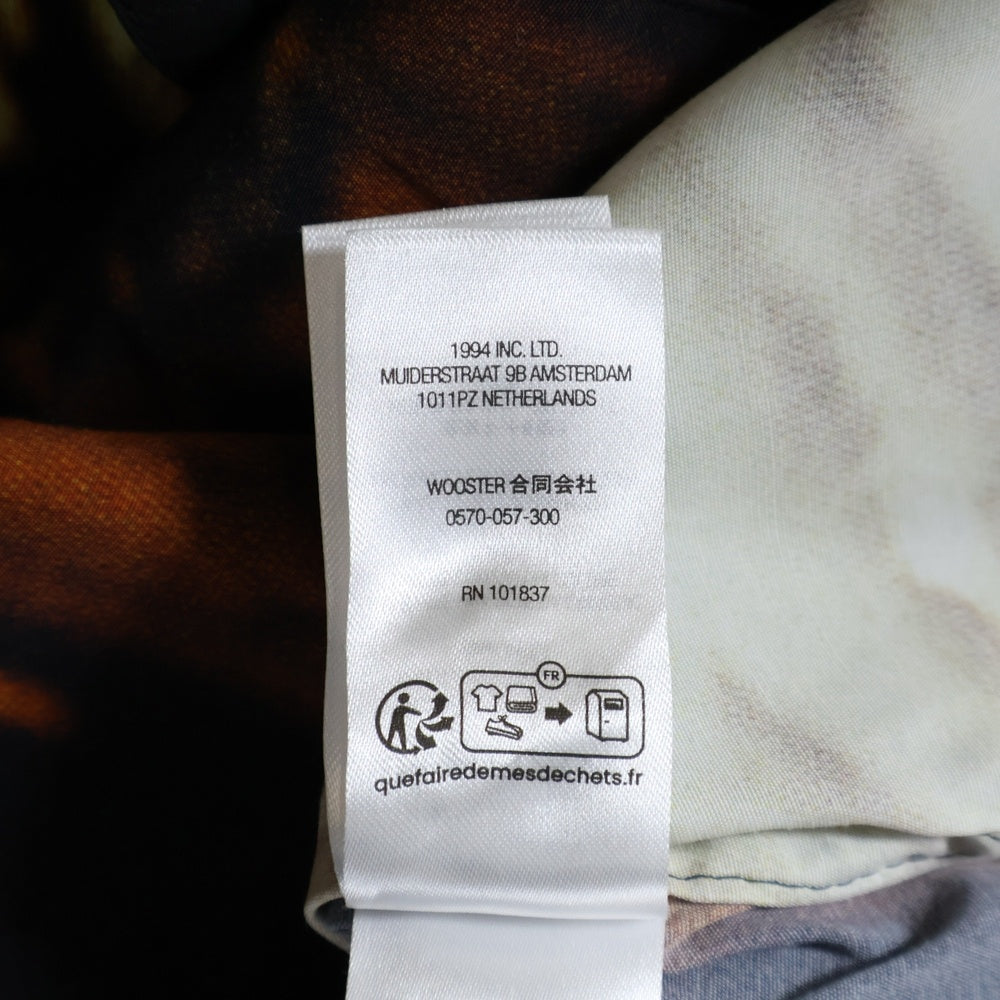 1994 INC. LTD.
MUIDERSTRAAT 9B AMSTERDAM
1011PZ NETHERLANDS
WOOSTER 合同会社
0570-057-300
RN 101837
FR
quefairedemesdechets.fr